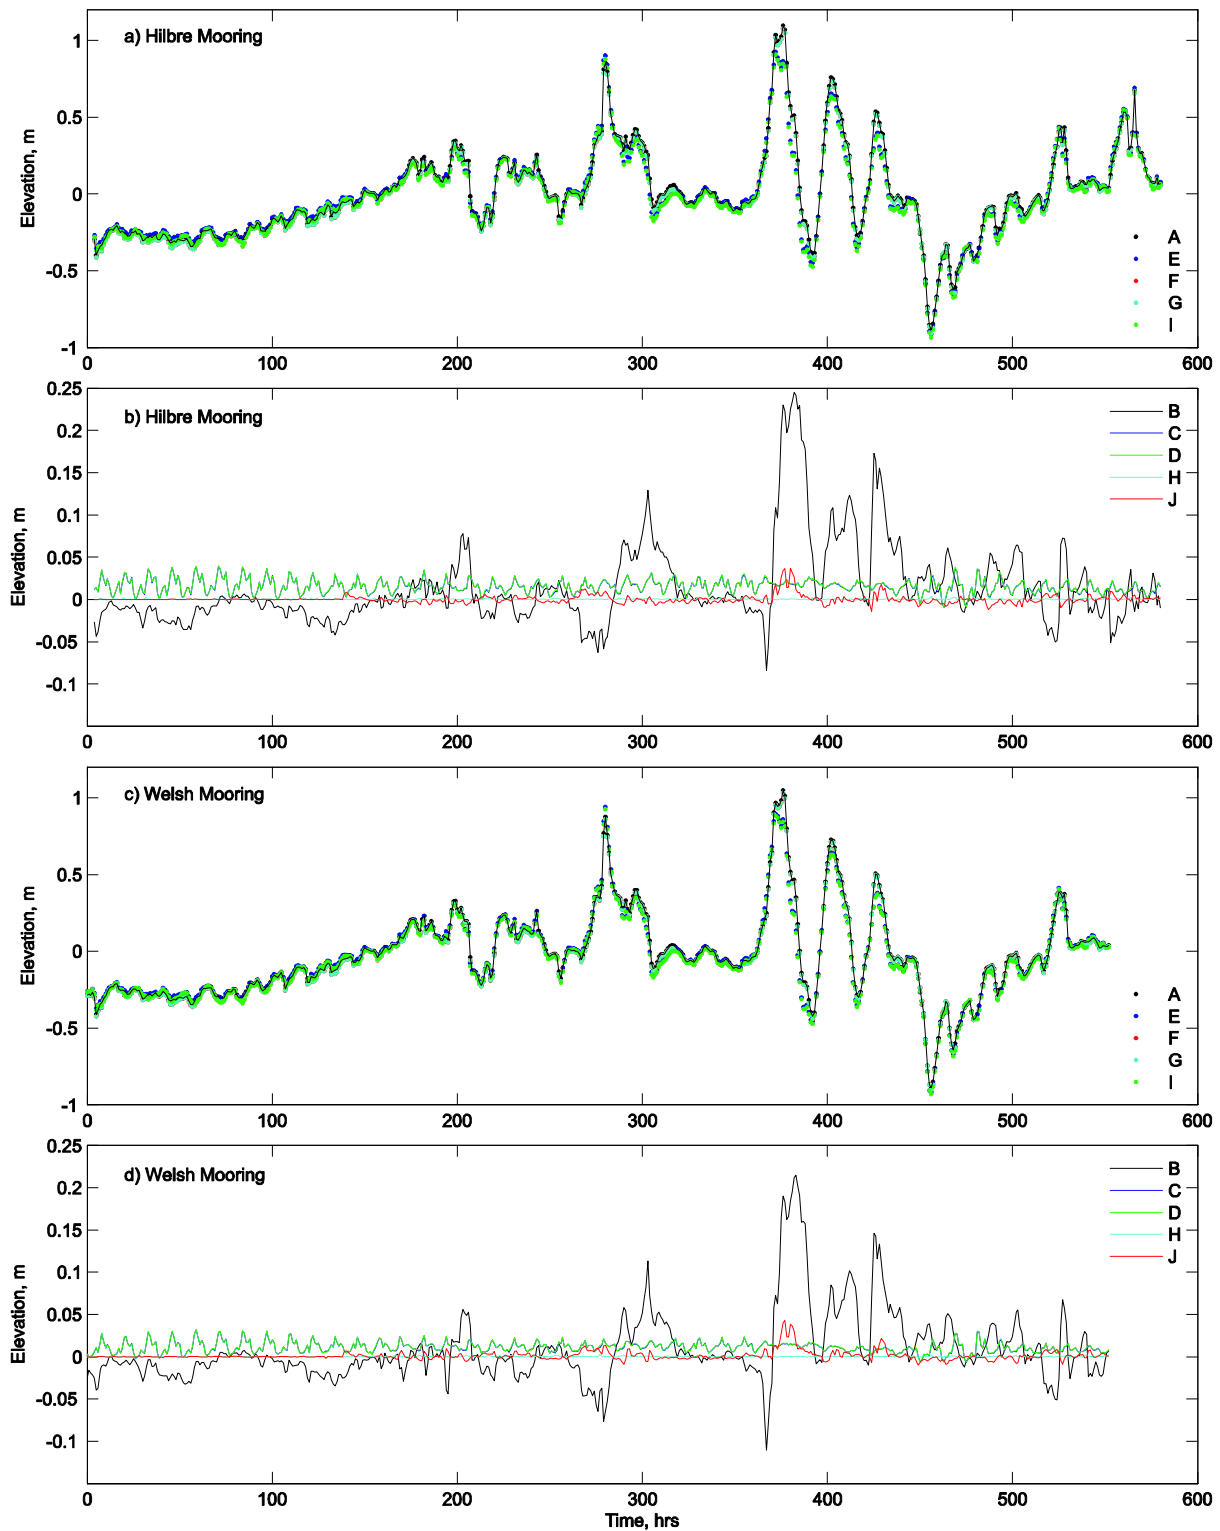 a) Hilbre Mooring
Elevation, m
1
0.5
0
-0.5
-1
A
E
F
G
I
0
100
200
300
400
500
600
b) Hilbre Mooring
Elevation, m
0.25
0.2
0.15
0.1
0.05
0
-0.05
-0.1
B
C
D
H
J
0
100
200
300
400
500
600
c) Welsh Mooring
Elevation, m
1
0.5
0
-0.5
-1
A
E
F
G
I
0
100
200
300
400
500
600
d) Welsh Mooring
Elevation, m
0.25
0.2
0.15
0.1
0.05
0
-0.05
-0.1
B
C
D
H
J
0
100
200
300
400
500
600
Time, hrs